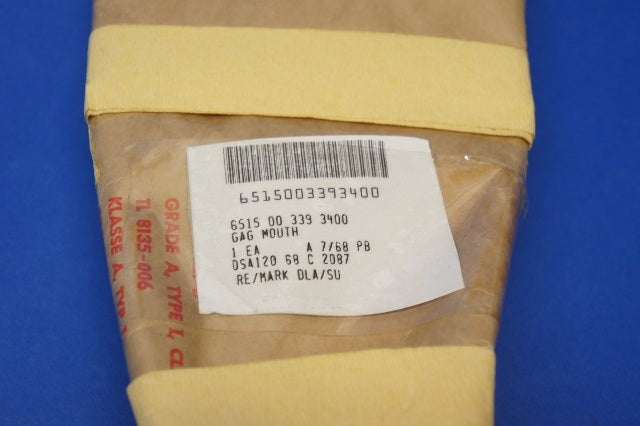 6515003393400
6515 00 339 3400
GAG MOUTH
1 EA A 7/68 PB
DSA120 68 C 2087
RE/MARK DLA/SU
GRADE A, TYPE I, CL
TL 8135-006
KLASSE A, TYP I